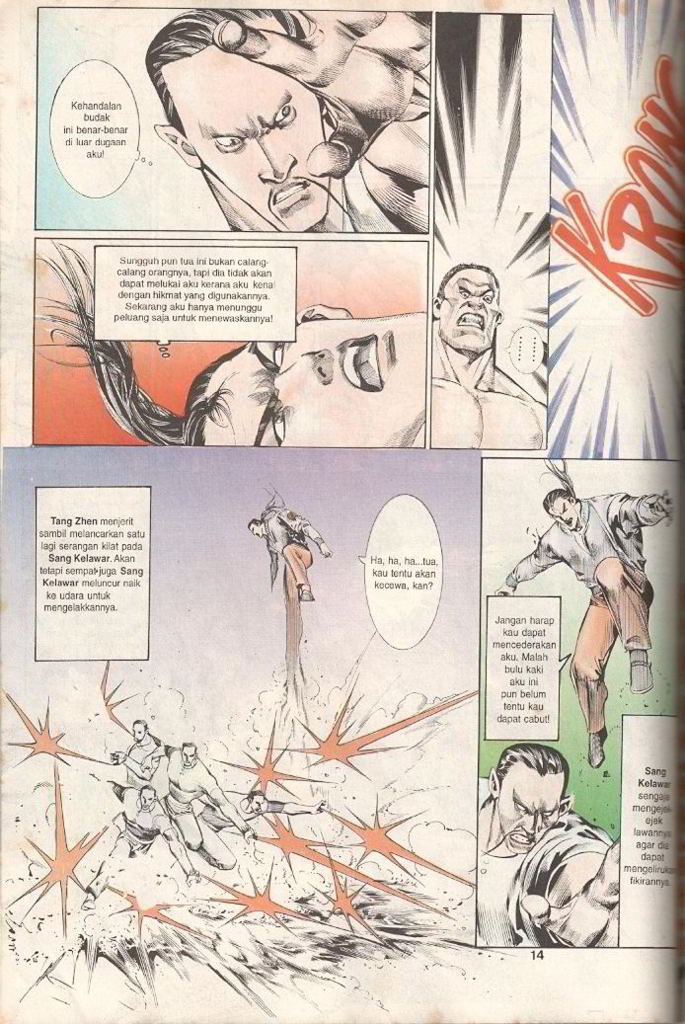 Kehandalan
budak
ini benar-benar
di luar dugaan
aku!
KRONG
Sungguh pun tua ini bukan calang-
calang orangnya, tapi dia tidak akan
dapat melukai aku kerana aku kenal
dengan hikmat yang digunakannya.
Sekarang aku hanya menunggu
peluang saja untuk menewaskannya!
Tang Zhen menjerit
sambil melancarkan satu
lagi serangan kilat pada
Sang Kelawar. Akan
tetapi sempat juga Sang
Kelawar meluncur naik
ke udara untuk
mengelakkannya.
Ha, ha, ha...tua,
kau tentu akan
kecewa, kan?
Jangan harap
kau dapat
mencederakan
aku. Malah
bulu kaki
aku ini
pun belum
tentu kau
dapat cabut!
Sang
Kelawar
sengaja
mengejek
ejek
lawannya
agar dia
dapat
mengelirukan
fikirannya.
14